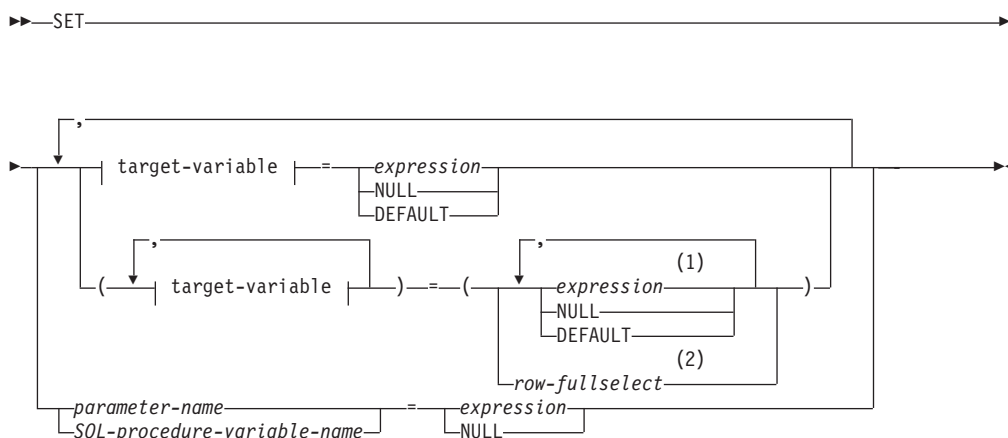 SET
,
target-variable = expression
NULL
DEFAULT
, ,
(1)
( target-variable ) = ( expression )
NULL
DEFAULT
(2)
row-fullselect
parameter-name = expression
SQL-procedure-variable-name NULL